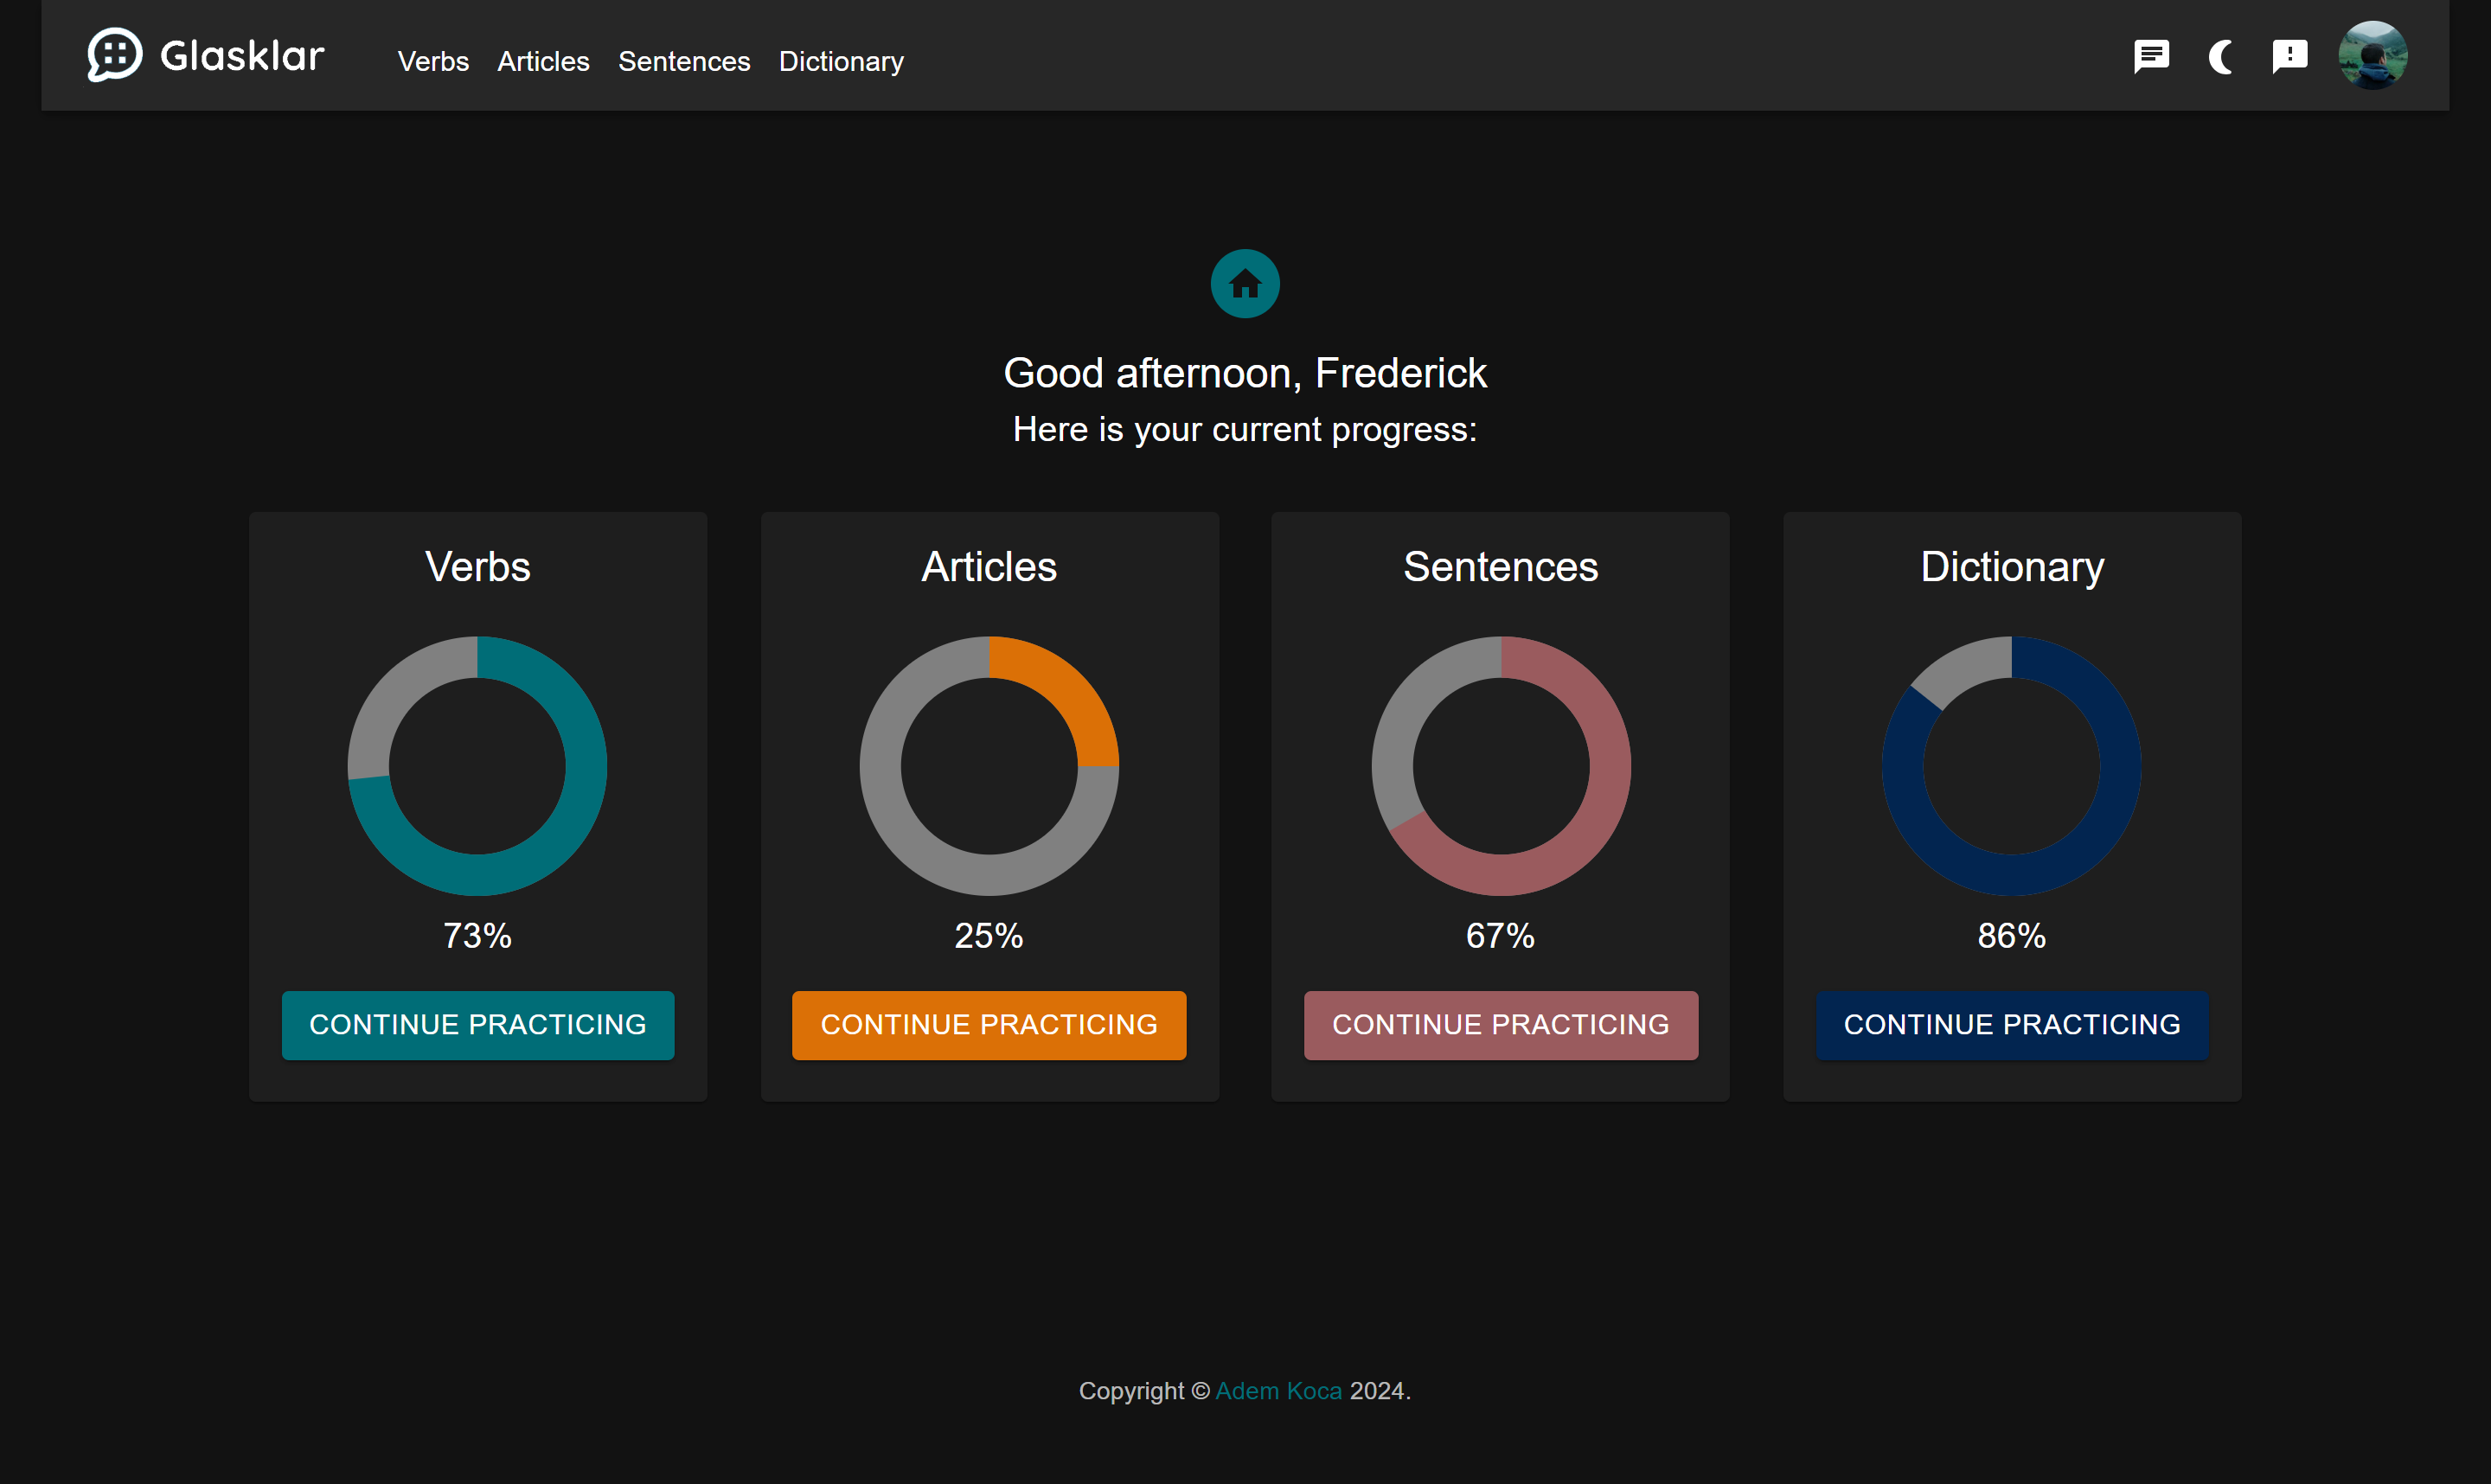 Glasklar
Verbs Articles Sentences Dictionary
Good afternoon, Frederick
Here is your current progress:
Verbs
73%
CONTINUE PRACTICING
Articles
25%
CONTINUE PRACTICING
Sentences
67%
CONTINUE PRACTICING
Dictionary
86%
CONTINUE PRACTICING
Copyright © Adem Koca 2024.